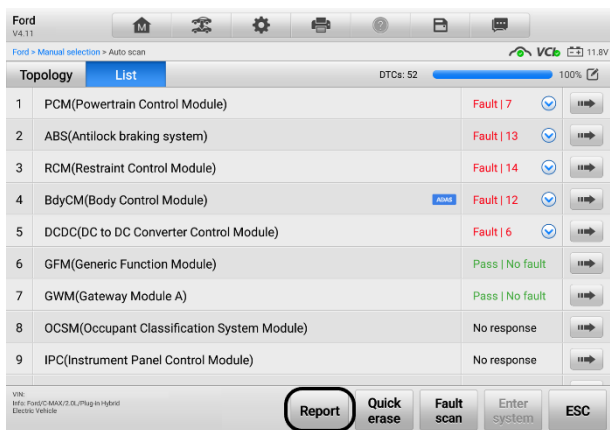 Ford
V4.11
M
?
Ford > Manual selection > Auto scan
VCI
11.8V
Topology
List
DTCs: 52
100%
1 PCM(Powertrain Control Module) Fault | 7
2 ABS(Antilock braking system) Fault | 13
3 RCM(Restraint Control Module) Fault | 14
4 BdyCM(Body Control Module) ADAS Fault | 12
5 DCDC(DC to DC Converter Control Module) Fault | 6
6 GFM(Generic Function Module) Pass | No fault
7 GWM(Gateway Module A) Pass | No fault
8 OCSM(Occupant Classification System Module) No response
9 IPC(Instrument Panel Control Module) No response
VIN:
Info: Ford/C-MAX/2.0L/Plug-in Hybrid
Electric Vehicle
Report
Quick
erase
Fault
scan
Enter
system
ESC